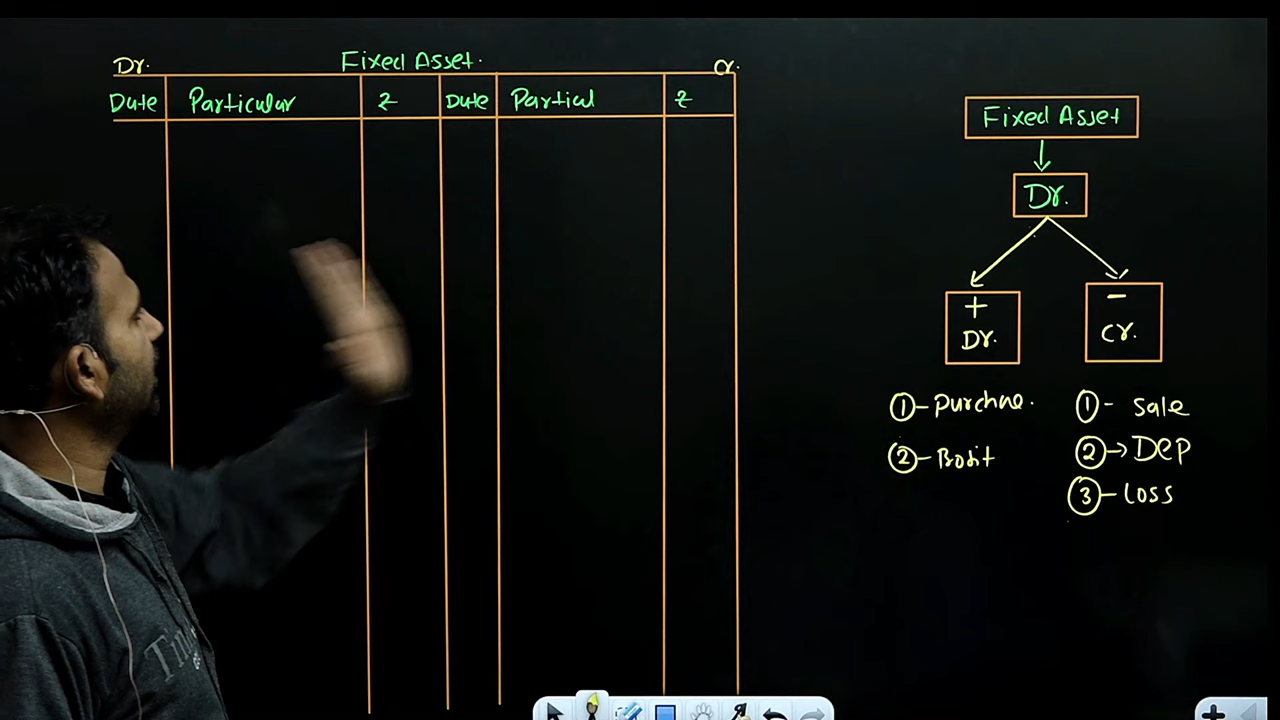 Dr. Fixed Asset. Cr.
Date Particular ₹ Date Partial ₹
Fixed Asset
Dr.
+ Dr.
- Cr.
①- Purchase.
②- Profit
①- Sale
②→ Dep
③- Loss